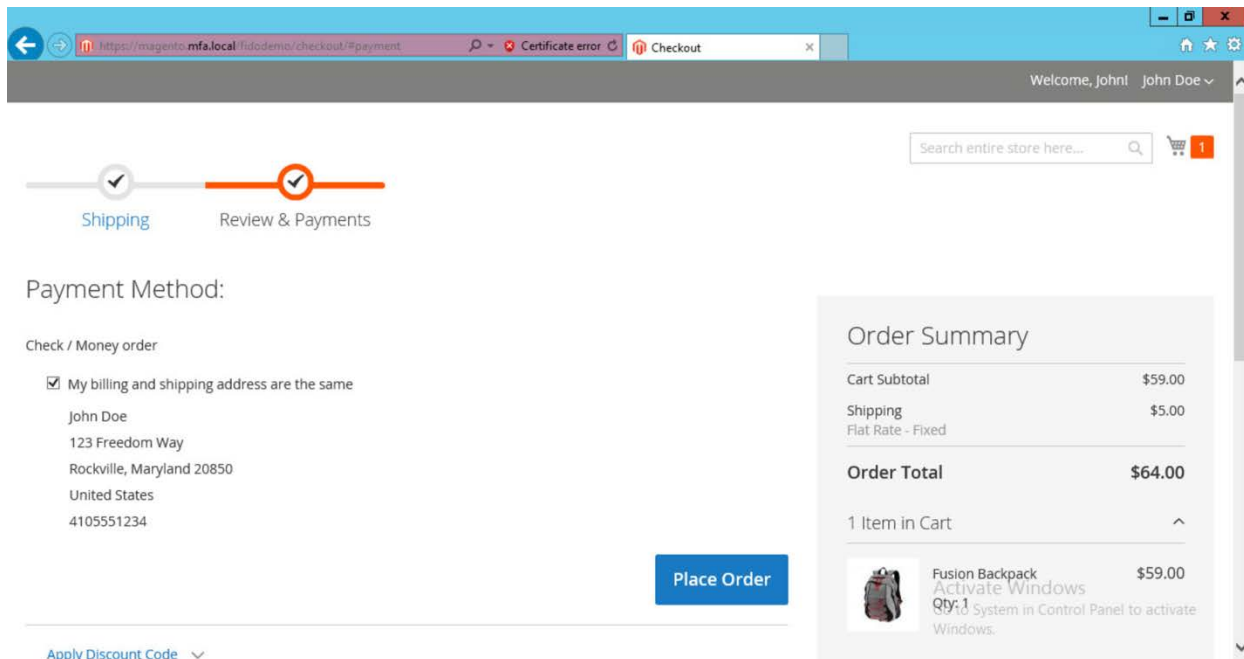 https://magento.mfa.local/fidodemo/checkout/#payment
Certificate error
Checkout
Welcome, John! John Doe
Search entire store here...
1
Shipping
Review & Payments
Payment Method:
Check / Money order
My billing and shipping address are the same
John Doe
123 Freedom Way
Rockville, Maryland 20850
United States
4105551234
Place Order
Apply Discount Code
Order Summary
Cart Subtotal $59.00
Shipping $5.00
Flat Rate - Fixed
Order Total $64.00
1 Item in Cart
Fusion Backpack $59.00
Qty: 1
Activate Windows
Go to System in Control Panel to activate
Windows.